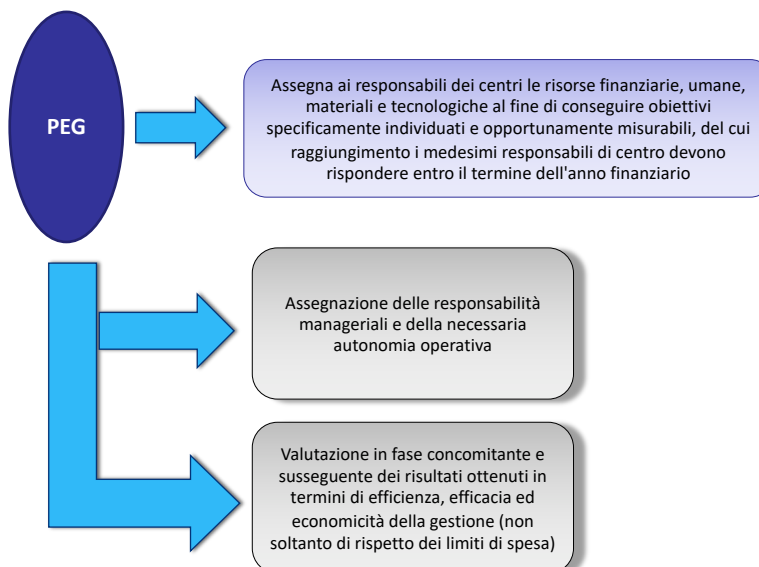 PEG
Assegna ai responsabili dei centri le risorse finanziarie, umane,
materiali e tecnologiche al fine di conseguire obiettivi
specificamente individuati e opportunamente misurabili, del cui
raggiungimento i medesimi responsabili di centro devono
rispondere entro il termine dell'anno finanziario
Assegnazione delle responsabilità
manageriali e della necessaria
autonomia operativa
Valutazione in fase concomitante e
susseguente dei risultati ottenuti in
termini di efficienza, efficacia ed
economicità della gestione (non
soltanto di rispetto dei limiti di spesa)